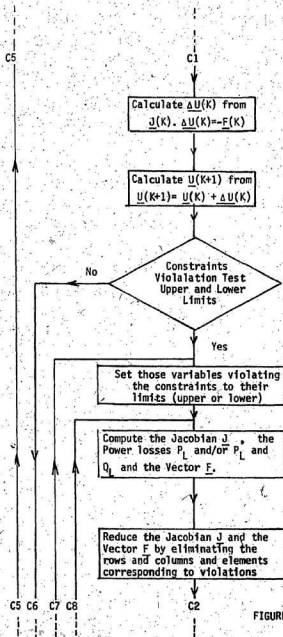 C5
C1
Calculate ΔU(K) from
J(K). ΔU(K)=-F(K)
Calculate U(K+1) from
U(K+1)= U(K) + ΔU(K)
No
Constraints
Violalation Test
Upper and Lower
Limits
Yes
Set those variables violating
the constraints to their
limits (upper or lower)
Compute the Jacobian J , the
Power losses P_L and/or P_L and
Q_L and the Vector F.
Reduce the Jacobian J and the
Vector F by eliminating the
rows and columns and elements
corresponding to violations
C5 C6 C7 C8
C2
FIGURE